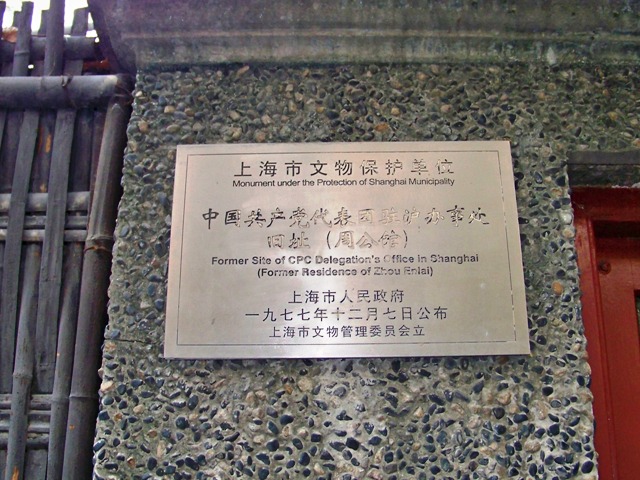 上海市文物保护单位
Monument under the Protection of Shanghai Municipality
中国共产党代表团驻沪办事处
旧址（周公馆）
Former Site of CPC Delegation's Office in Shanghai
(Former Residence of Zhou Enlai)
上海市人民政府
一九七七年十二月七日公布
上海市文物管理委员会立